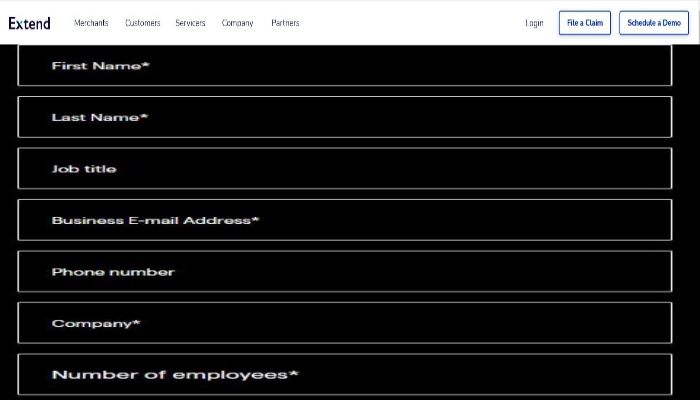 Extend Merchants Customers Servicers Company Partners Login File a Claim Schedule a Demo
First Name*
Last Name*
Job title
Business E-mail Address*
Phone number
Company*
Number of employees*